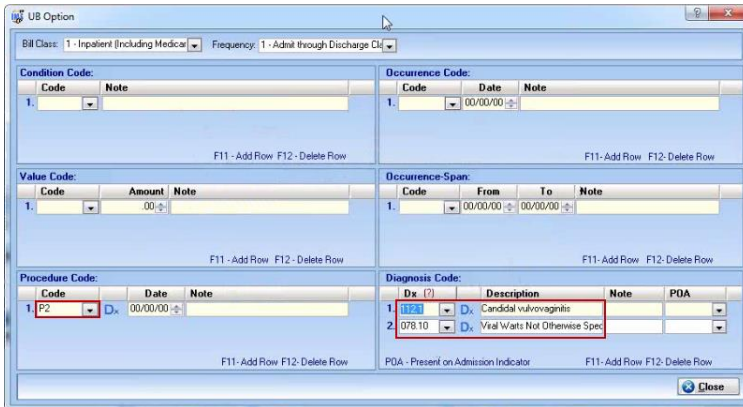 UB Option
Bill Class: 1 - Inpatient (Including Medicar Frequency: 1 - Admit through Discharge Cla
Condition Code:
Code Note
1.
F11 - Add Row F12 - Delete Row
Occurrence Code:
Code Date Note
1. 00/00/00
F11- Add Row F12- Delete Row
Value Code:
Code Amount Note
1. .00
F11 - Add Row F12 - Delete Row
Occurrence-Span:
Code From To Note
1. 00/00/00 00/00/00
F11- Add Row F12- Delete Row
Procedure Code:
Code Date Note
1. P2 Dx 00/00/00
F11- Add Row F12- Delete Row
Diagnosis Code:
Dx (?) Description Note POA
1. 112.1 Dx Candidal vulvovaginitis
2. 078.10 Dx Viral Warts Not Otherwise Spec
POA - Present on Admission Indicator F11- Add Row F12- Delete Row
Close